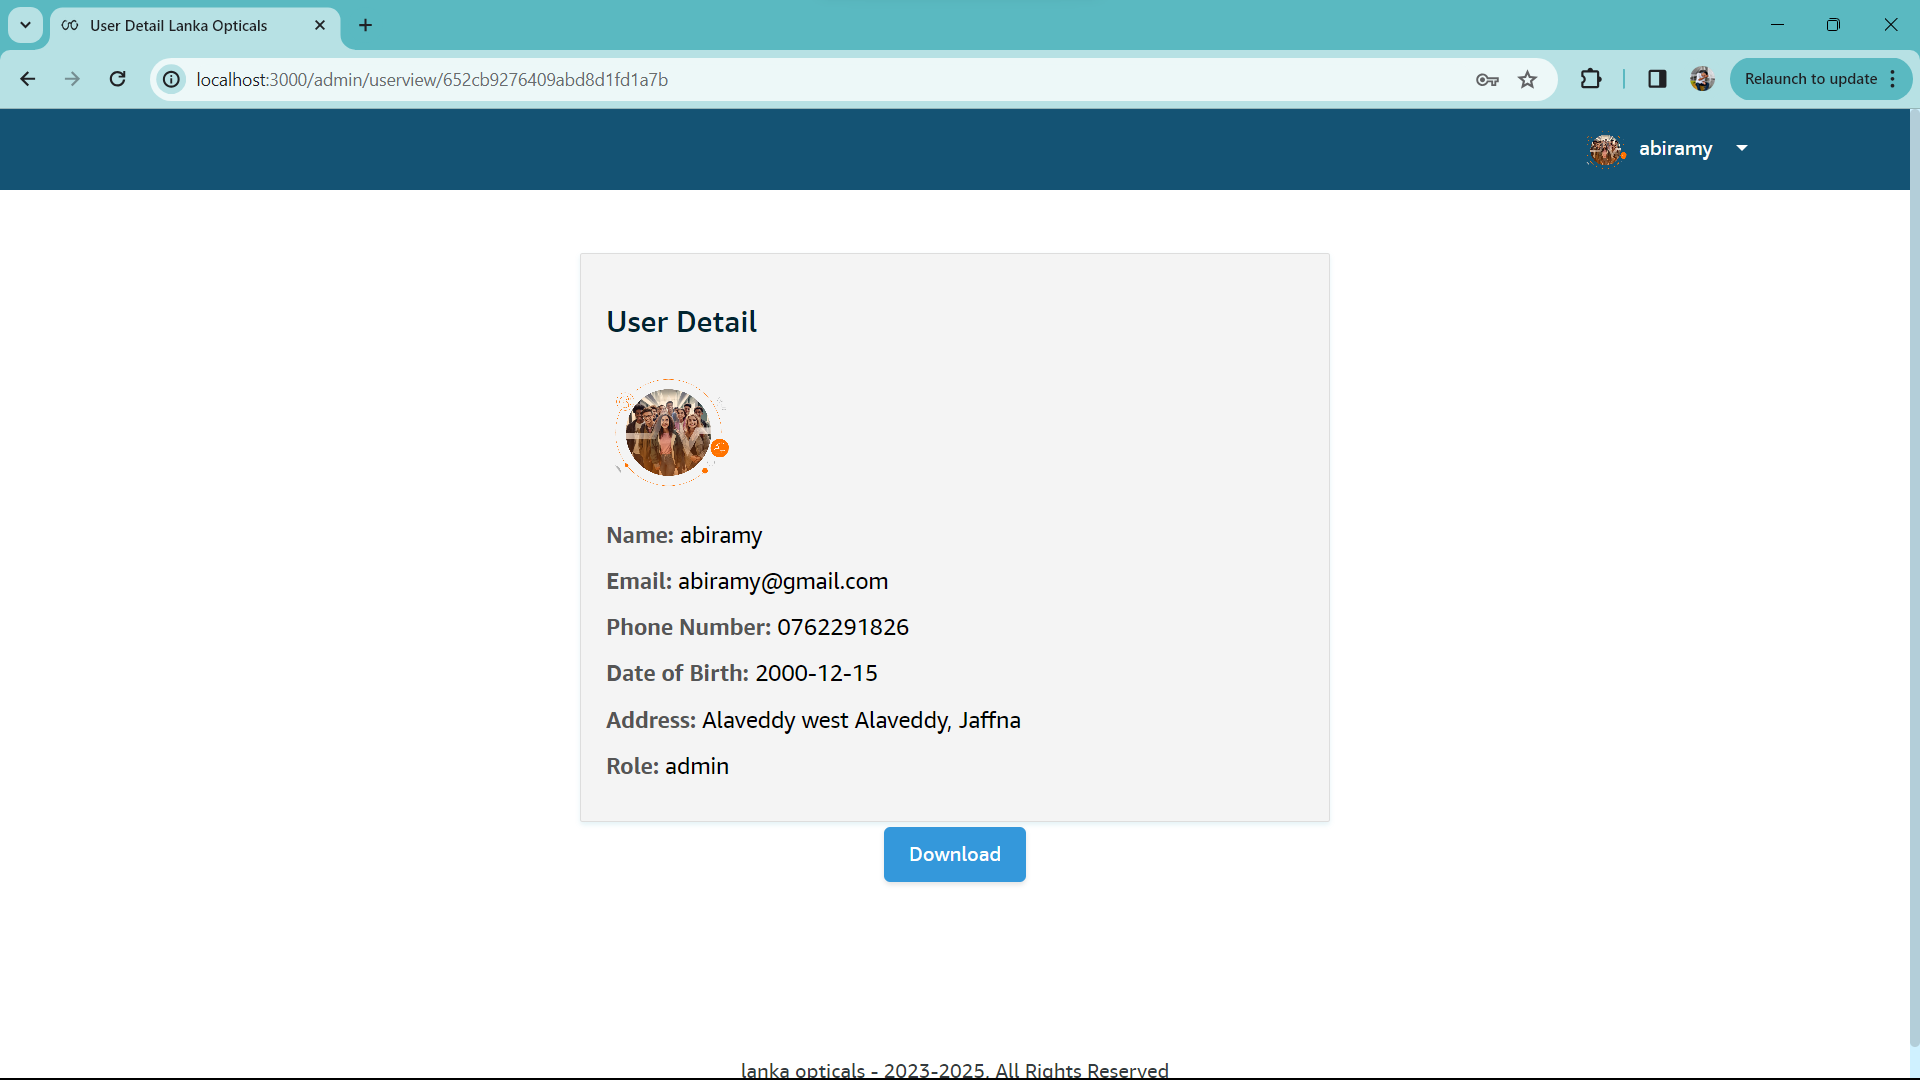 User Detail Lanka Opticals
localhost:3000/admin/userview/652cb9276409abd8d1fd1a7b
Relaunch to update
abiramy
User Detail
Name: abiramy
Email: abiramy@gmail.com
Phone Number: 0762291826
Date of Birth: 2000-12-15
Address: Alaveddy west Alaveddy, Jaffna
Role: admin
Download
lanka opticals - 2023-2025. All Rights Reserved